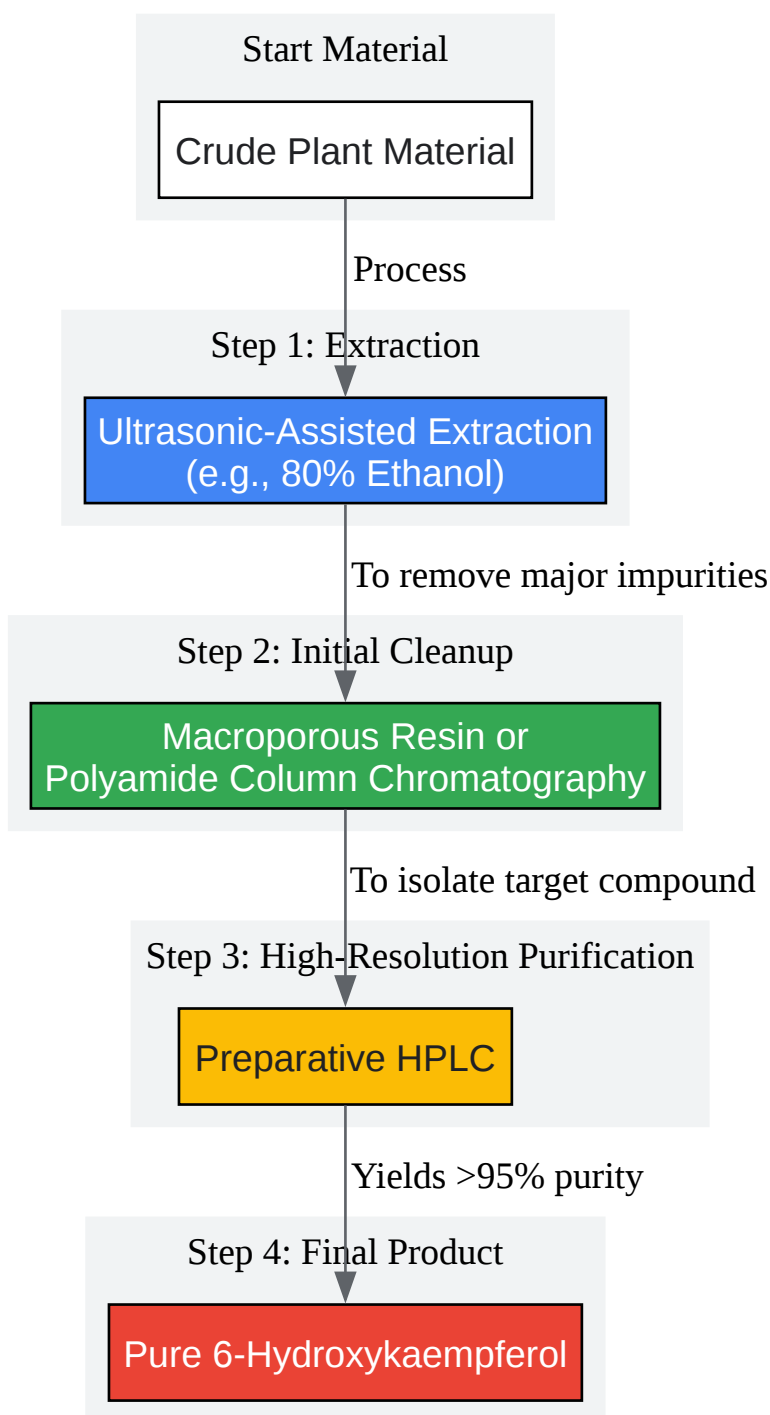 Start Material
Crude Plant Material
Process
Step 1: Extraction
Ultrasonic-Assisted Extraction
(e.g., 80% Ethanol)
To remove major impurities
Step 2: Initial Cleanup
Macroporous Resin or
Polyamide Column Chromatography
To isolate target compound
Step 3: High-Resolution Purification
Preparative HPLC
Yields >95% purity
Step 4: Final Product
Pure 6-Hydroxykaempferol